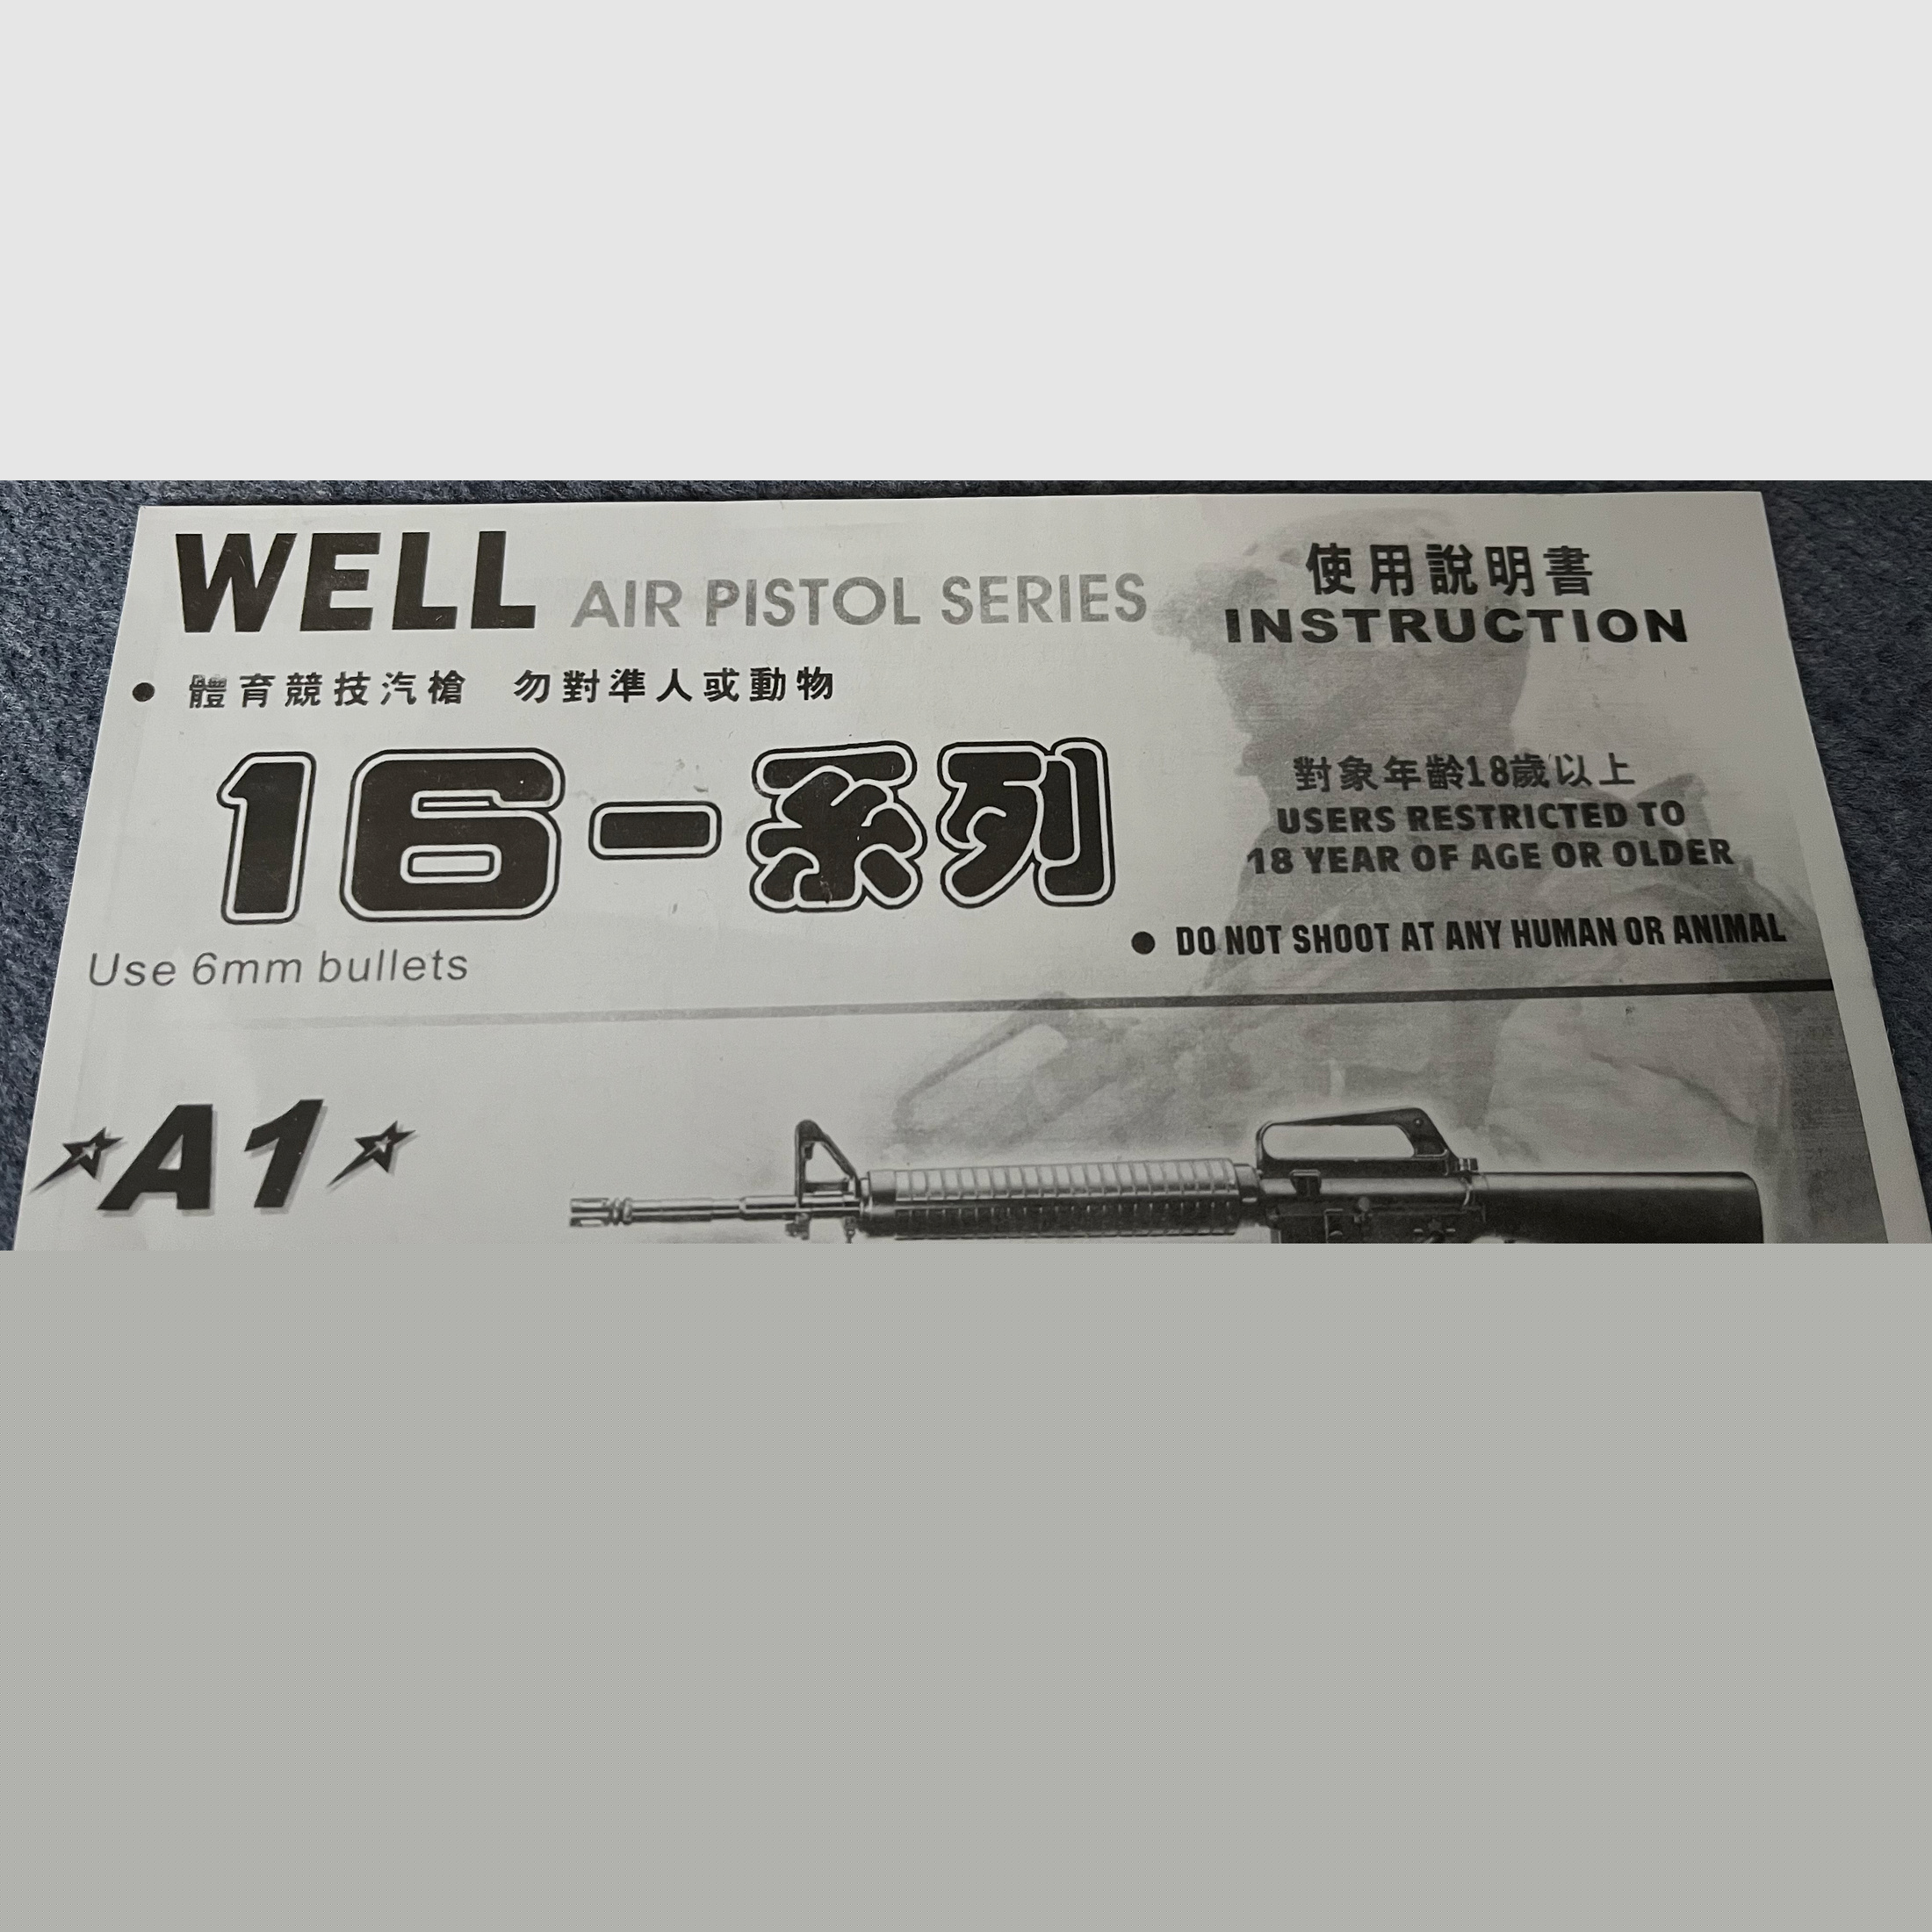 WELL AIR PISTOL SERIES
使用説明書
INSTRUCTION
● 體育競技汽槍 勿對準人或動物
16-系列
對象年齡18歲以上
USERS RESTRICTED TO
18 YEAR OF AGE OR OLDER
● DO NOT SHOOT AT ANY HUMAN OR ANIMAL
Use 6mm bullets
A1